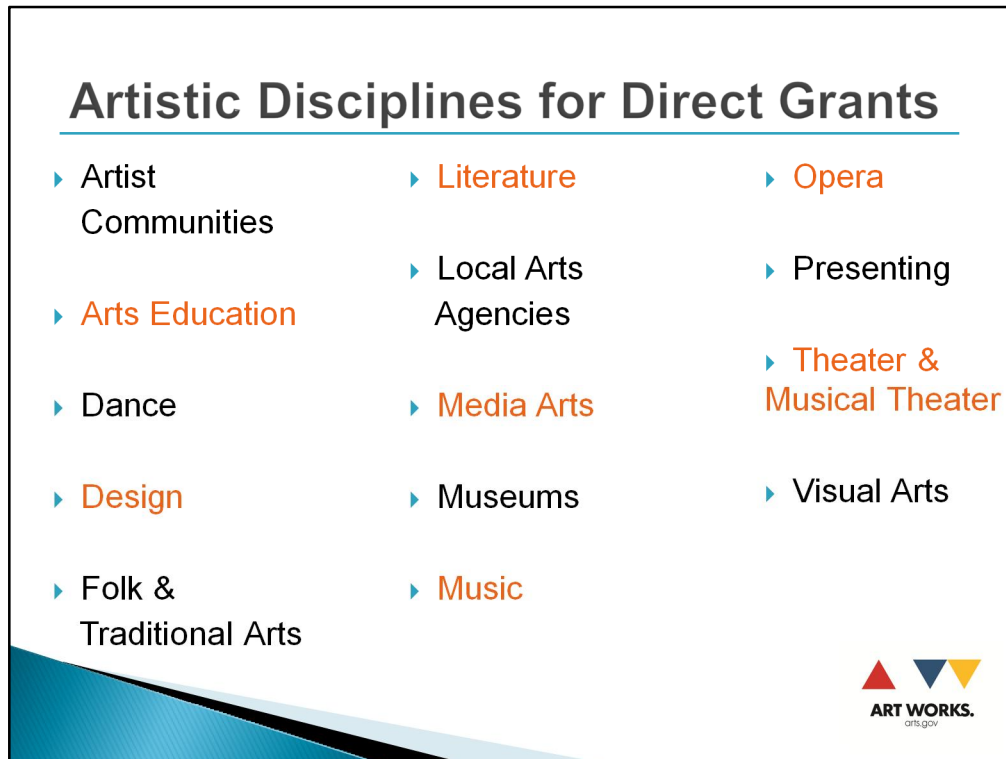 Artistic Disciplines for Direct Grants
Artist
Communities
Arts Education
Dance
Design
Folk &
Traditional Arts
Literature
Local Arts
Agencies
Media Arts
Museums
Music
Opera
Presenting
Theater &
Musical Theater
Visual Arts
ART WORKS.
arts.gov